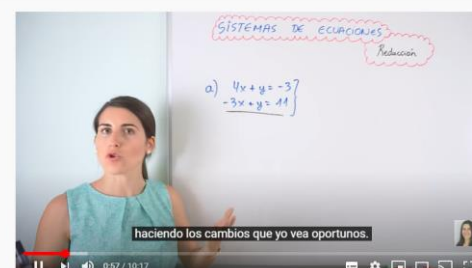 SISTEMAS DE ECUACIONES
Reducción
a) 4x + y = -3
-3x + y = 11
haciendo los cambios que yo vea oportunos.
0:57 / 10:17